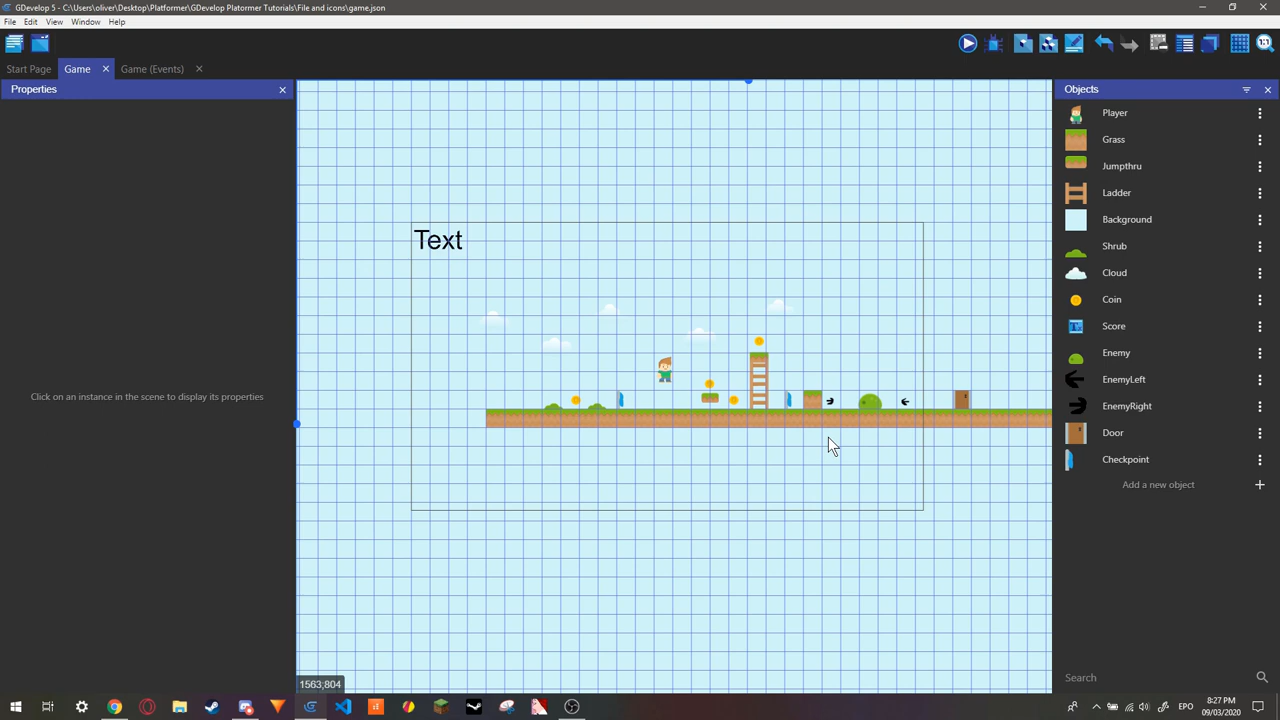 GDevelop 5 - C:\Users\oliver\Desktop\Platformer\GDevelop Platormer Tutorials\File and icons\game.json
File Edit View Window Help
Start Page Game Game (Events)
Properties
Click on an instance in the scene to display its properties
Text
1563;804
Objects
Player
Grass
Jumpthru
Ladder
Background
Shrub
Cloud
Coin
Score
Enemy
EnemyLeft
EnemyRight
Door
Checkpoint
Add a new object
Search
EPO
8:27 PM
09/03/2020